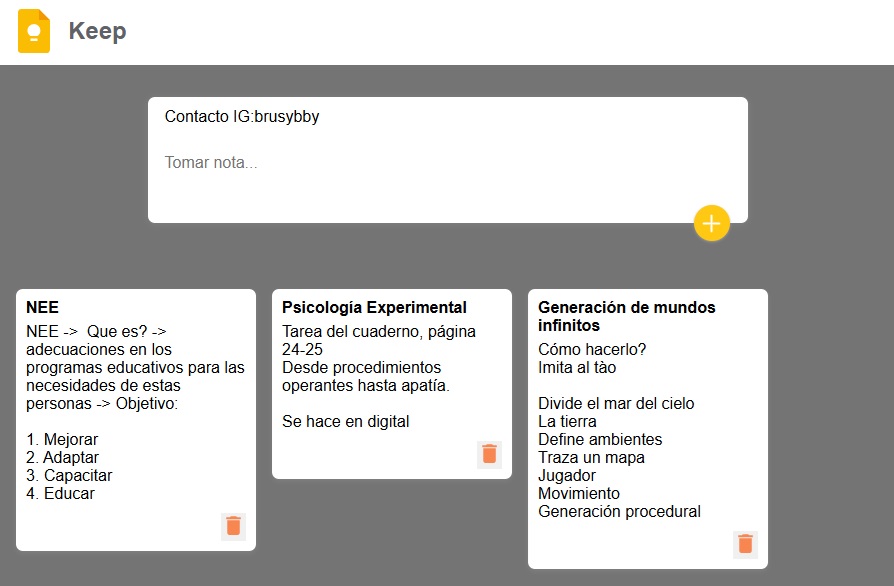 Keep
Contacto IG:brusybby
Tomar nota...
NEE
NEE ->  Que es? ->
adecuaciones en los
programas educativos para las
necesidades de estas
personas -> Objetivo:
1. Mejorar
2. Adaptar
3. Capacitar
4. Educar
Psicología Experimental
Tarea del cuaderno, página
24-25
Desde procedimientos
operantes hasta apatía.
Se hace en digital
Generación de mundos
infinitos
Cómo hacerlo?
Imita al tào
Divide el mar del cielo
La tierra
Define ambientes
Traza un mapa
Jugador
Movimiento
Generación procedural